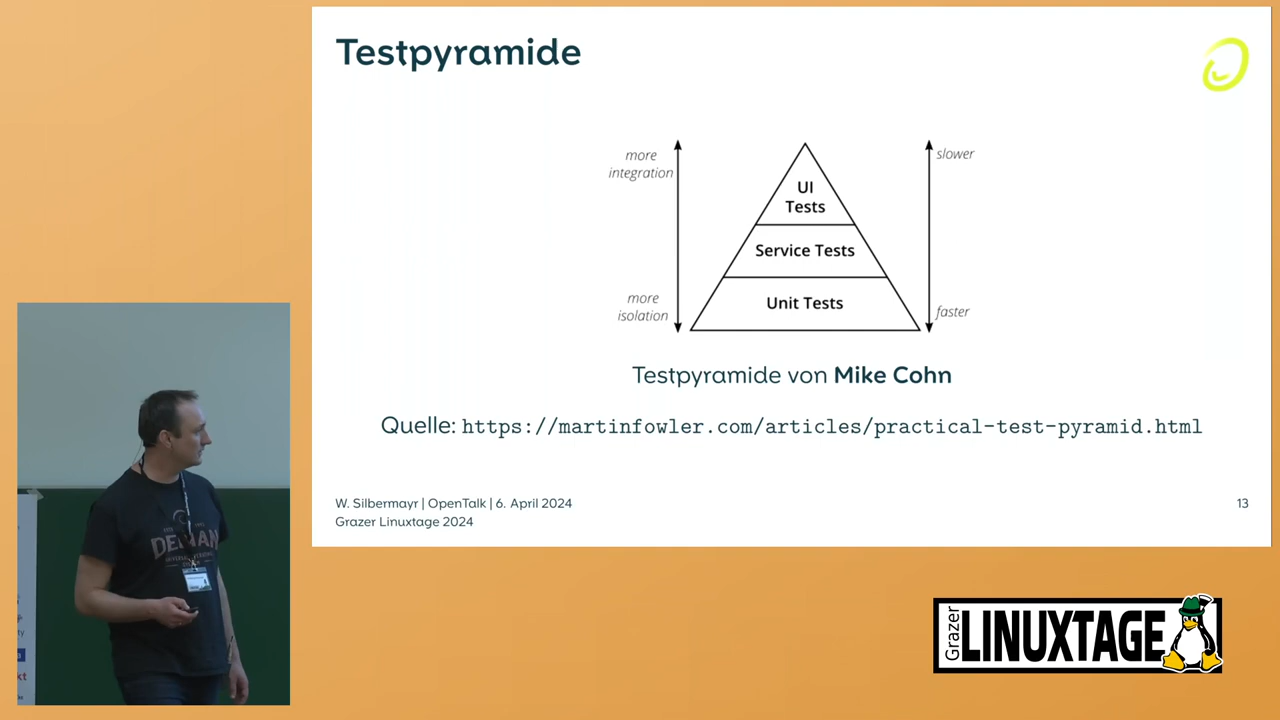 Testpyramide
more
integration
slower
UI
Tests
Service Tests
Unit Tests
more
isolation
faster
Testpyramide von Mike Cohn
Quelle: https://martinfowler.com/articles/practical-test-pyramid.html
W. Silbermayr | OpenTalk | 6. April 2024
Grazer Linuxtage 2024
13
Grazer
LINUXTAGE